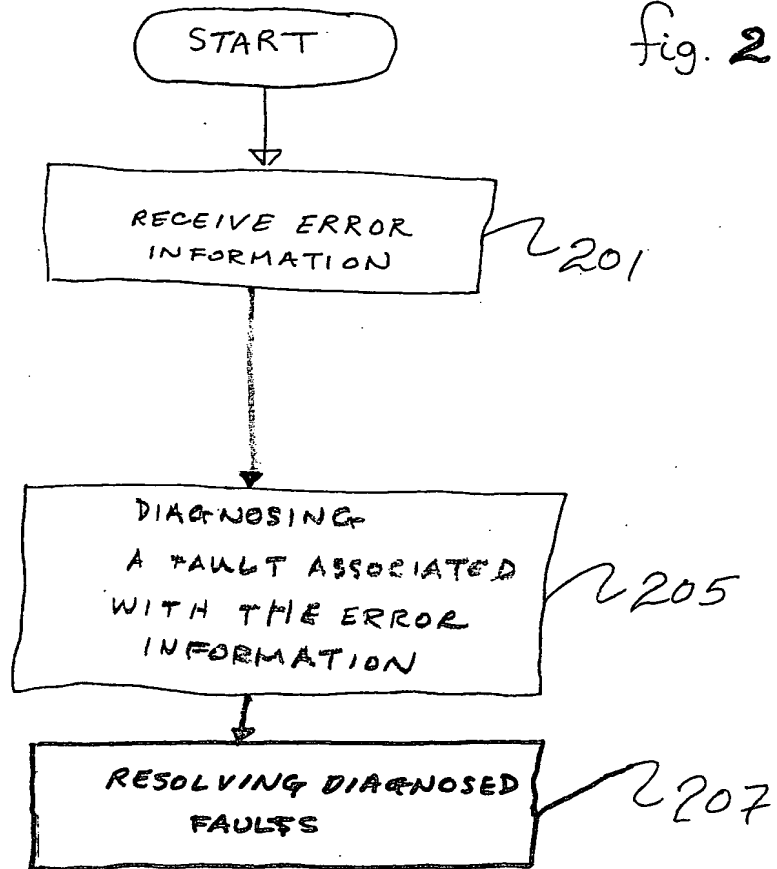 fig. 2
START
RECEIVE ERROR
INFORMATION
201
DIAGNOSING
A FAULT ASSOCIATED
WITH THE ERROR
INFORMATION
205
RESOLVING DIAGNOSED
FAULTS
207